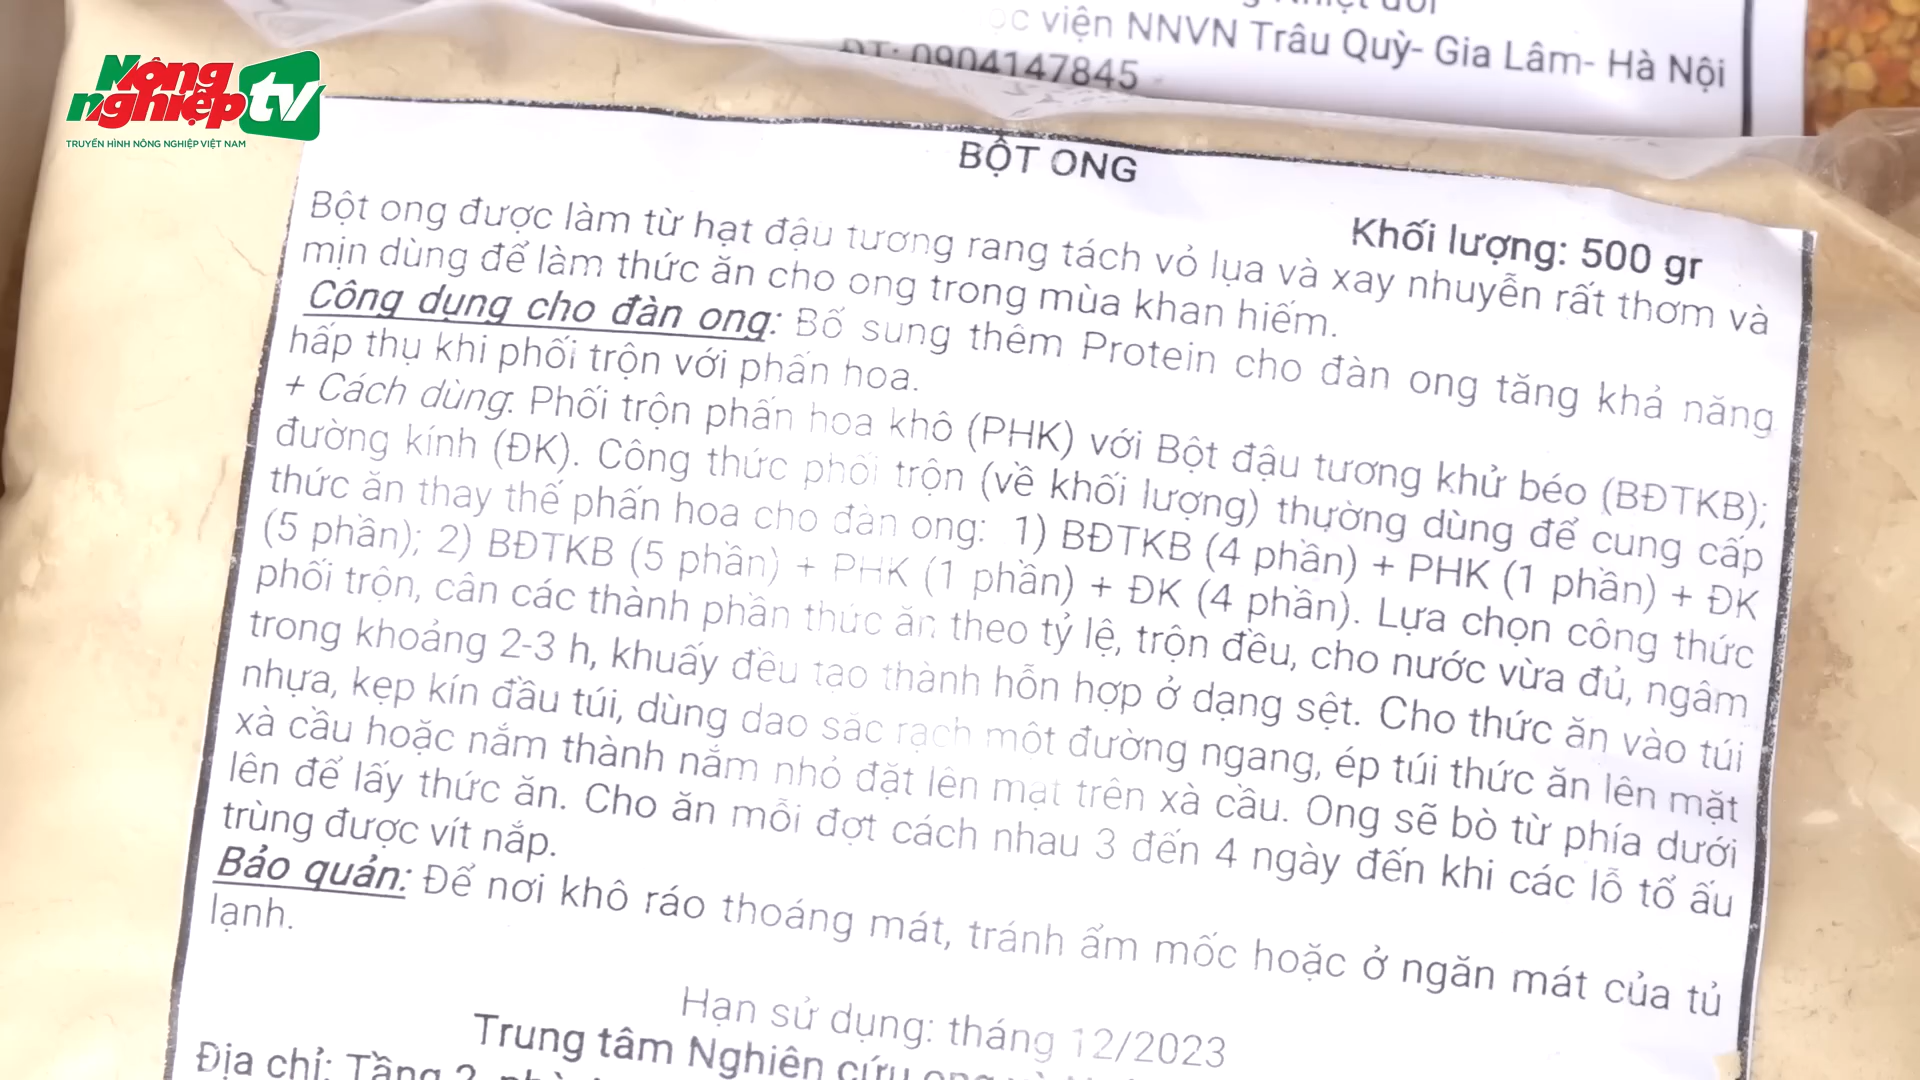 Nông nghiệp tv
TRUYỀN HÌNH NÔNG NGHIỆP VIỆT NAM
viện NNVN Trâu Quỳ- Gia Lâm- Hà Nội
ĐT: 0904147845
BỘT ONG
Khối lượng: 500 gr
Bột ong được làm từ hạt đậu tương rang tách vỏ lụa và xay nhuyễn rất thơm và
mịn dùng để làm thức ăn cho ong trong mùa khan hiếm.
Công dụng cho đàn ong: Bổ sung thêm Protein cho đàn ong tăng khả năng
hấp thụ khi phối trộn với phấn hoa.
+ Cách dùng: Phối trộn phấn hoa khô (PHK) với Bột đậu tương khử béo (BĐTKB);
đường kính (ĐK). Công thức phối trộn (về khối lượng) thường dùng để cung cấp
thức ăn thay thế phấn hoa cho đàn ong: 1) BĐTKB (4 phần) + PHK (1 phần) + ĐK
(5 phần); 2) BĐTKB (5 phần) + PHK (1 phần) + ĐK (4 phần). Lựa chọn công thức
phối trộn, cân các thành phần thức ăn theo tỷ lệ, trộn đều, cho nước vừa đủ, ngâm
trong khoảng 2-3 h, khuấy đều tạo thành hỗn hợp ở dạng sệt. Cho thức ăn vào túi
nhựa, kẹp kín đầu túi, dùng dao sắc rạch một đường ngang, ép túi thức ăn lên mặt
xà cầu hoặc nắm thành nắm nhỏ đặt lên mặt trên xà cầu. Ong sẽ bò từ phía dưới
lên để lấy thức ăn. Cho ăn mỗi đợt cách nhau 3 đến 4 ngày đến khi các lỗ tổ ấu
trùng được vít nắp.
Bảo quản: Để nơi khô ráo thoáng mát, tránh ẩm mốc hoặc ở ngăn mát của tủ
lạnh.
Hạn sử dụng: tháng 12/2023
Trung tâm Nghiên cứu ong
Địa chỉ: Tầng 2